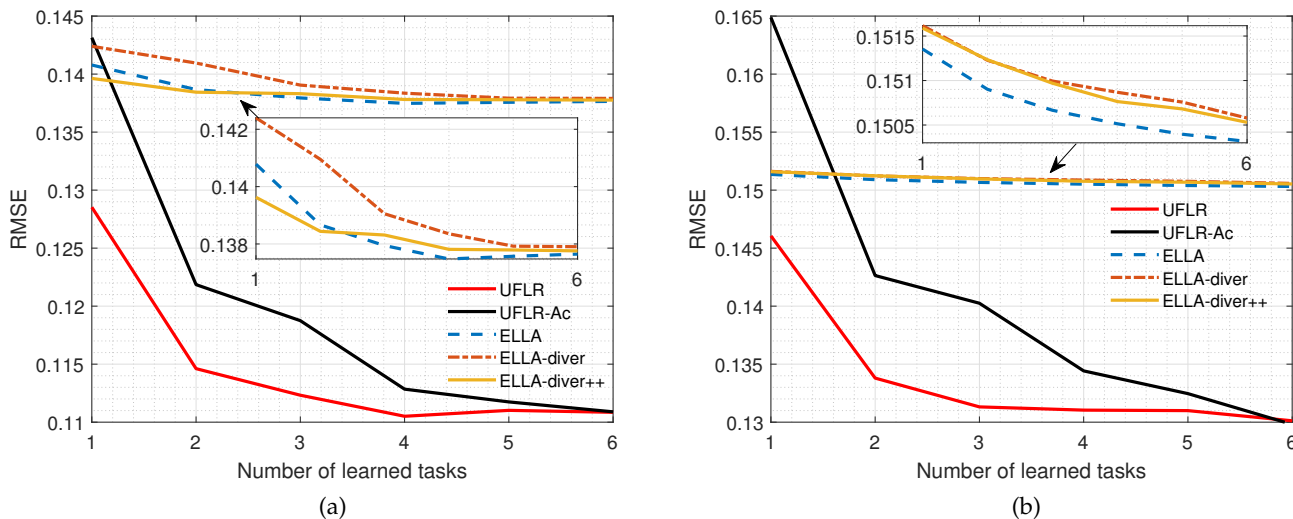 0.145
0.14
0.135
0.13
0.125
0.12
0.115
0.11
RMSE
1 2 3 4 5 6
Number of learned tasks
0.142
0.14
0.138
1 6
UFLR
UFLR-Ac
ELLA
ELLA-diver
ELLA-diver++
(a)
0.165
0.16
0.155
0.15
0.145
0.14
0.135
0.13
RMSE
1 2 3 4 5 6
Number of learned tasks
0.1515
0.151
0.1505
1 6
UFLR
UFLR-Ac
ELLA
ELLA-diver
ELLA-diver++
(b)